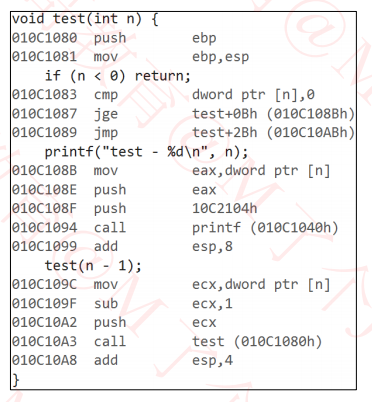 void test(int n) {
010C1080  push        ebp
010C1081  mov         ebp,esp
    if (n < 0) return;
010C1083  cmp         dword ptr [n],0
010C1087  jge         test+0Bh (010C108Bh)
010C1089  jmp         test+2Bh (010C10ABh)
    printf("test - %d\n", n);
010C108B  mov         eax,dword ptr [n]
010C108E  push        eax
010C108F  push        10C2104h
010C1094  call        printf (010C1040h)
010C1099  add         esp,8
    test(n - 1);
010C109C  mov         ecx,dword ptr [n]
010C109F  sub         ecx,1
010C10A2  push        ecx
010C10A3  call        test (010C1080h)
010C10A8  add         esp,4
}